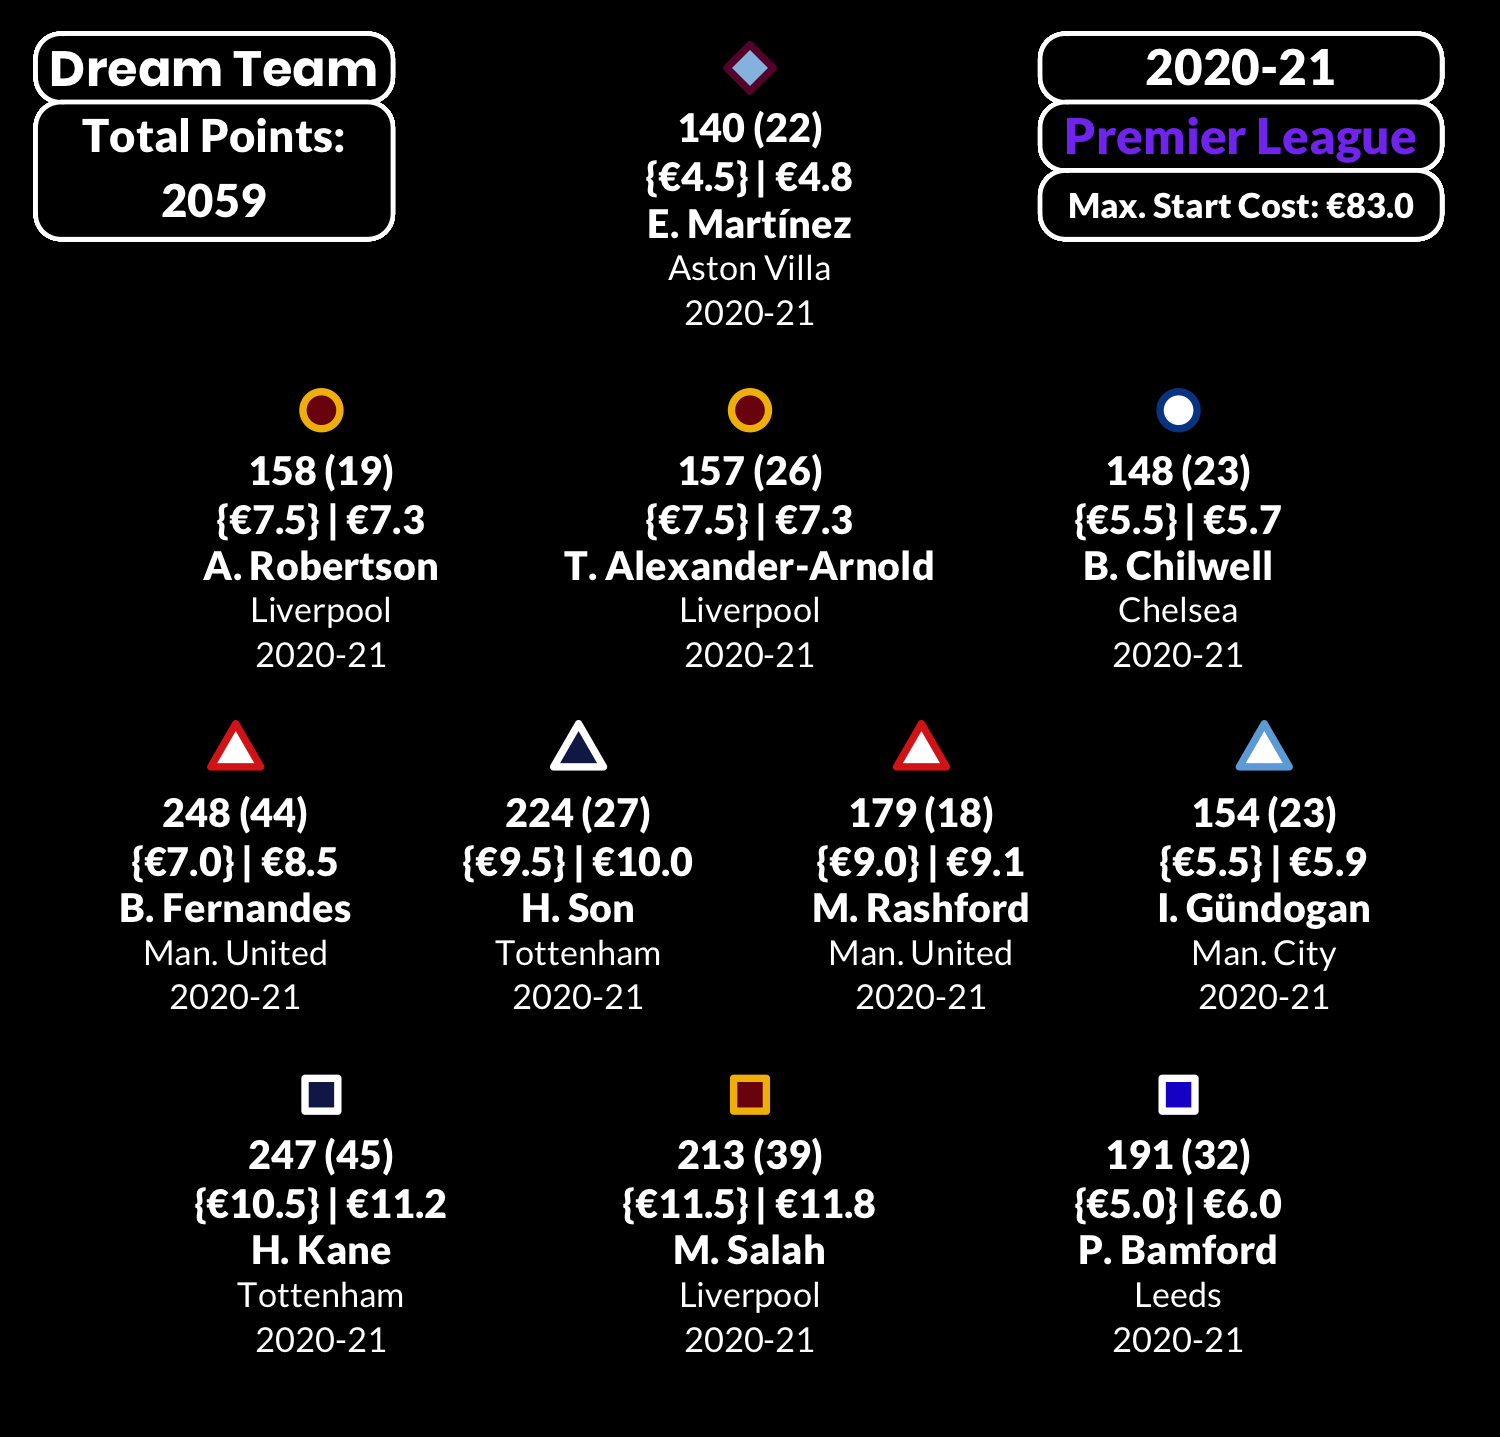 Dream Team
Total Points:
2059
2020-21
Premier League
Max. Start Cost: €83.0
140 (22)
{€4.5} | €4.8
E. Martínez
Aston Villa
2020-21
158 (19)
{€7.5} | €7.3
A. Robertson
Liverpool
2020-21
157 (26)
{€7.5} | €7.3
T. Alexander-Arnold
Liverpool
2020-21
148 (23)
{€5.5} | €5.7
B. Chilwell
Chelsea
2020-21
248 (44)
{€7.0} | €8.5
B. Fernandes
Man. United
2020-21
224 (27)
{€9.5} | €10.0
H. Son
Tottenham
2020-21
179 (18)
{€9.0} | €9.1
M. Rashford
Man. United
2020-21
154 (23)
{€5.5} | €5.9
I. Gündogan
Man. City
2020-21
247 (45)
{€10.5} | €11.2
H. Kane
Tottenham
2020-21
213 (39)
{€11.5} | €11.8
M. Salah
Liverpool
2020-21
191 (32)
{€5.0} | €6.0
P. Bamford
Leeds
2020-21